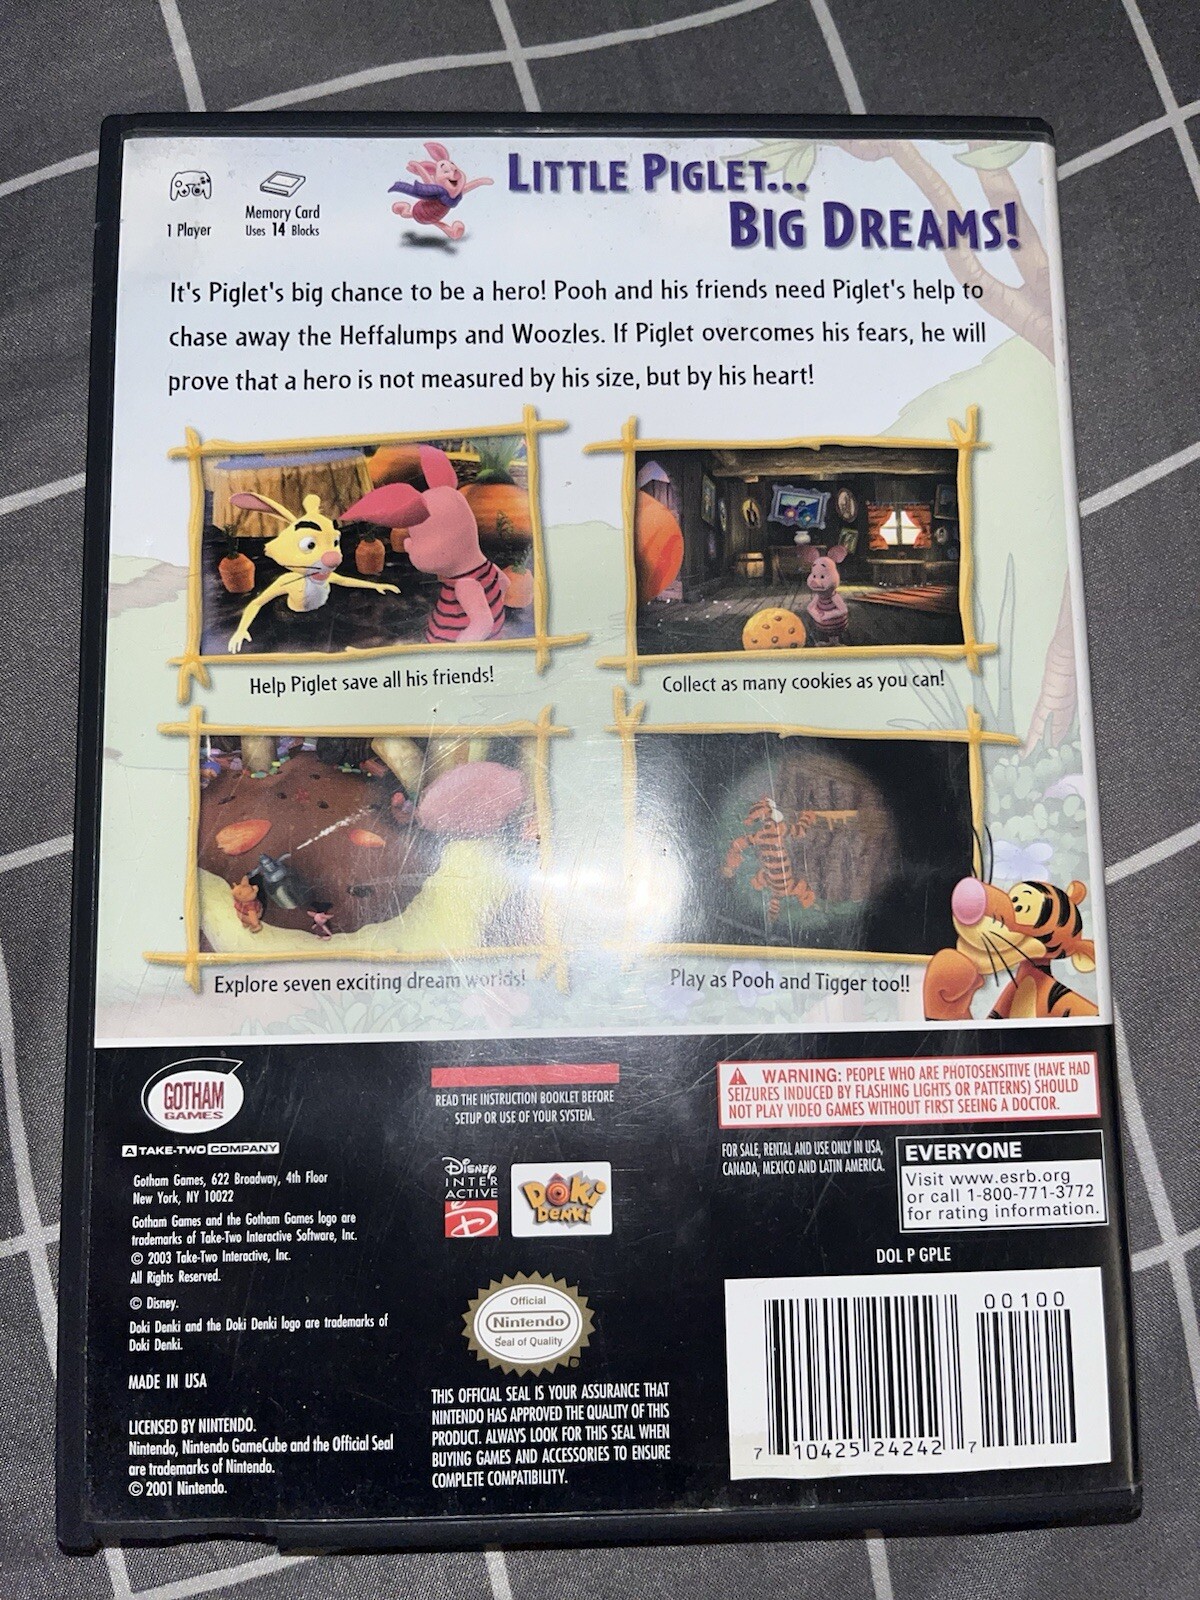 LITTLE PIGLET...
BIG DREAMS!
1 Player
Memory Card
Uses 14 Blocks
It's Piglet's big chance to be a hero! Pooh and his friends need Piglet's help to
chase away the Heffalumps and Woozles. If Piglet overcomes his fears, he will
prove that a hero is not measured by his size, but by his heart!
Help Piglet save all his friends!
Collect as many cookies as you can!
Explore seven exciting dream worlds!
Play as Pooh and Tigger too!!
GOTHAM
GAMES
A TAKE-TWO COMPANY
Gotham Games, 622 Broadway, 4th Floor
New York, NY 10022
Gotham Games and the Gotham Games logo are
trademarks of Take-Two Interactive Software, Inc.
© 2003 Take-Two Interactive, Inc.
All Rights Reserved.
© Disney.
Doki Denki and the Doki Denki logo are trademarks of
Doki Denki.
MADE IN USA
LICENSED BY NINTENDO.
Nintendo, Nintendo GameCube and the Official Seal
are trademarks of Nintendo.
© 2001 Nintendo.
READ THE INSTRUCTION BOOKLET BEFORE
SETUP OR USE OF YOUR SYSTEM.
DISNEY
INTER
ACTIVE
D
DOKI
DENKI
Official
Nintendo
Seal of Quality
®
THIS OFFICIAL SEAL IS YOUR ASSURANCE THAT
NINTENDO HAS APPROVED THE QUALITY OF THIS
PRODUCT. ALWAYS LOOK FOR THIS SEAL WHEN
BUYING GAMES AND ACCESSORIES TO ENSURE
COMPLETE COMPATIBILITY.
WARNING: PEOPLE WHO ARE PHOTOSENSITIVE (HAVE HAD
SEIZURES INDUCED BY FLASHING LIGHTS OR PATTERNS) SHOULD
NOT PLAY VIDEO GAMES WITHOUT FIRST SEEING A DOCTOR.
FOR SALE, RENTAL AND USE ONLY IN USA,
CANADA, MEXICO AND LATIN AMERICA.
EVERYONE
Visit www.esrb.org
or call 1-800-771-3772
for rating information.
DOL P GPLE
00100
7 10425 24242 7